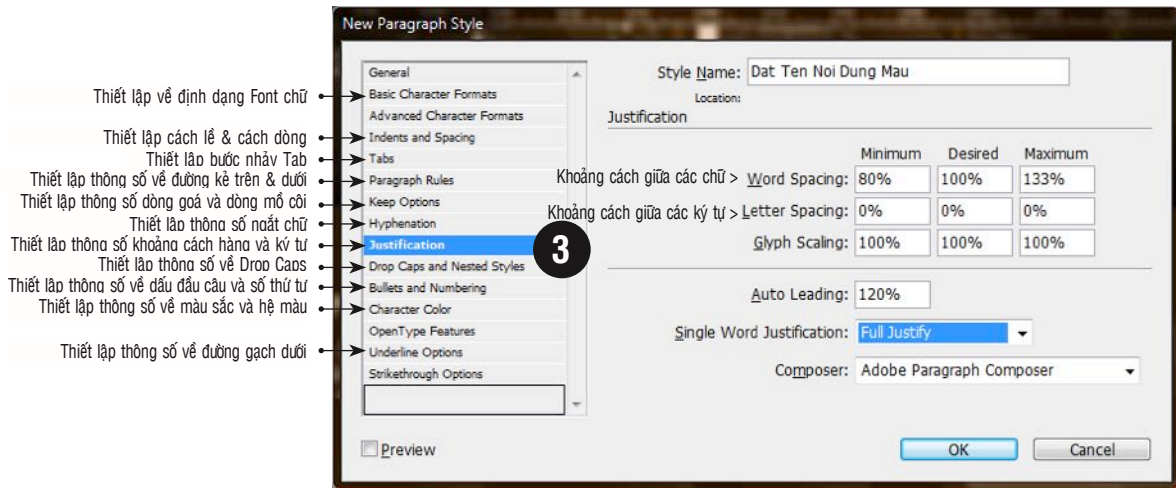 New Paragraph Style
Style Name: Dat Ten Noi Dung Mau
Location:
Justification
General
Thiết lập về định dạng Font chữ Basic Character Formats
Advanced Character Formats
Thiết lập cách lề & cách dòng Indents and Spacing
Thiết lập bước nhảy Tab Tabs
Thiết lập thông số về đường kẻ trên & dưới Paragraph Rules
Thiết lập thông số dòng goá và dòng mồ côi Keep Options
Thiết lập thông số ngắt chữ Hyphenation
Thiết lập thông số khoảng cách hàng và ký tự Justification
Thiết lập thông số về Drop Caps Drop Caps and Nested Styles
Thiết lập thông số về dấu đầu câu và số thứ tự Bullets and Numbering
Thiết lập thông số về màu sắc và hệ màu Character Color
OpenType Features
Thiết lập thông số về đường gạch dưới Underline Options
Strikethrough Options
3
Minimum Desired Maximum
Khoảng cách giữa các chữ > Word Spacing: 80% 100% 133%
Khoảng cách giữa các ký tự > Letter Spacing: 0% 0% 0%
Glyph Scaling: 100% 100% 100%
Auto Leading: 120%
Single Word Justification: Full Justify
Composer: Adobe Paragraph Composer
Preview
OK Cancel